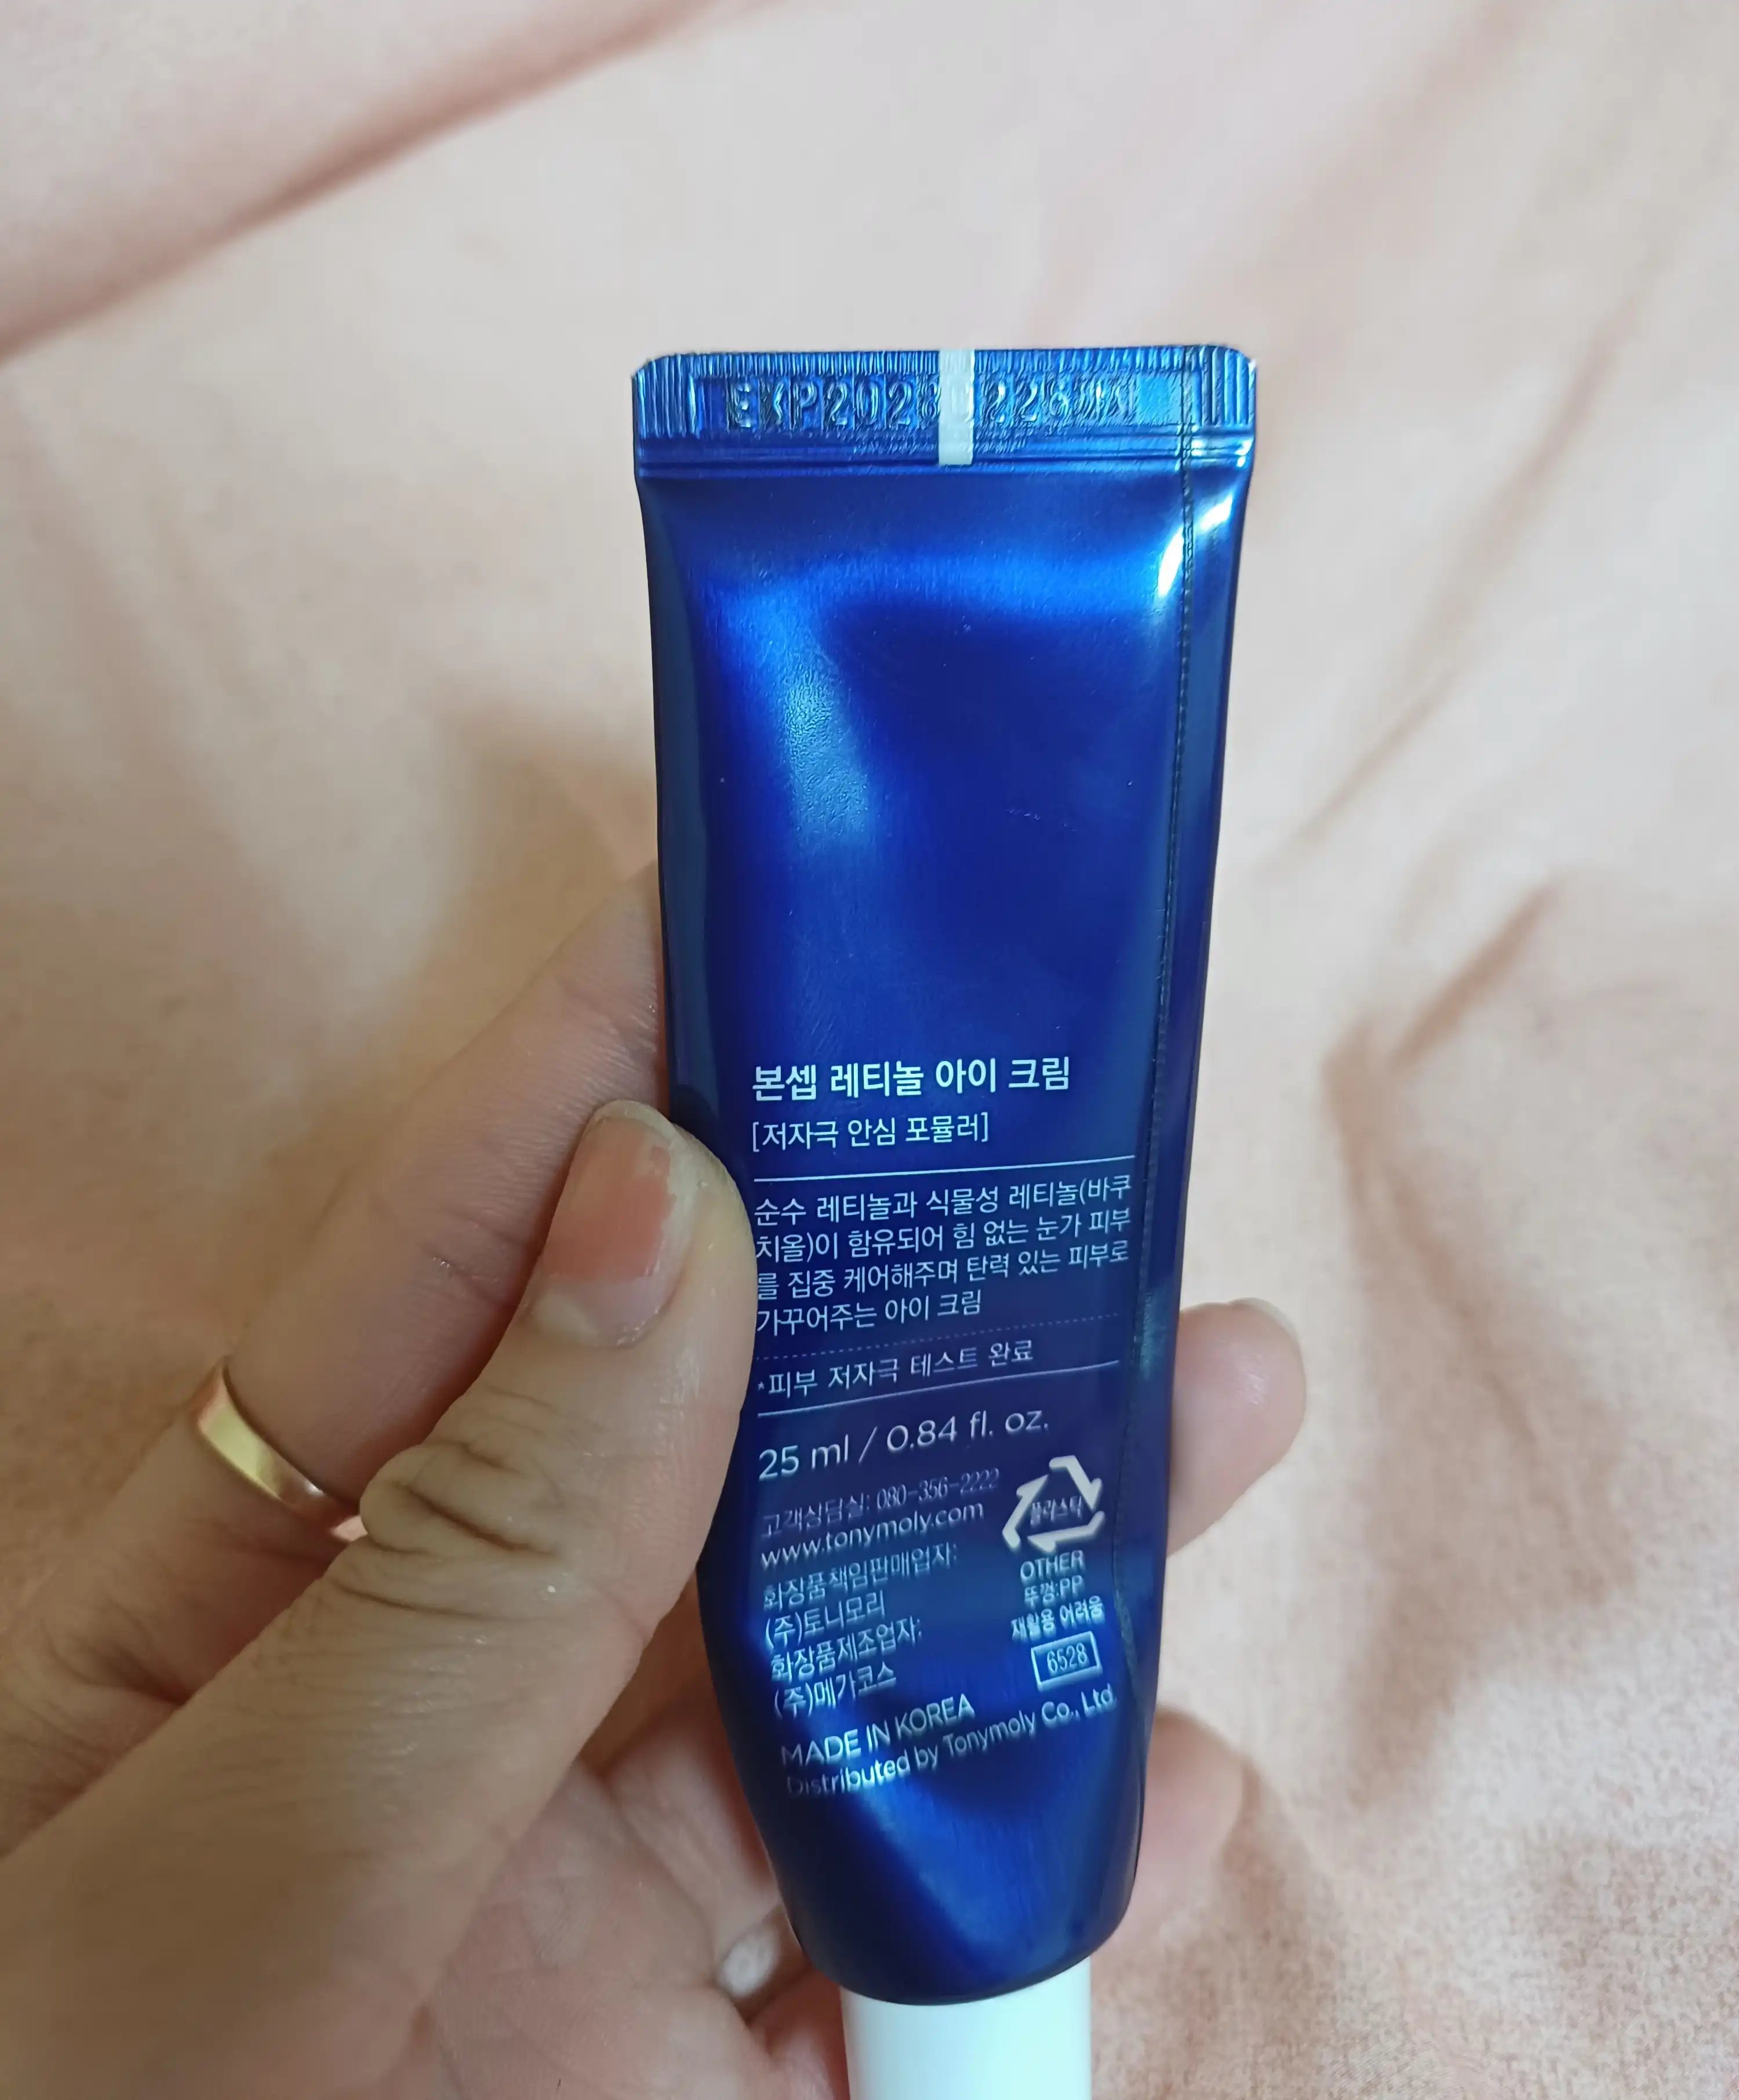 EXP2028
본셉 레티놀 아이 크림
[저자극 안심 포뮬러]
순수 레티놀과 식물성 레티놀(바쿠
치올)이 함유되어 힘 없는 눈가 피부
를 집중 케어해주며 탄력 있는 피부로
가꾸어주는 아이 크림
*피부 저자극 테스트 완료
25 ml / 0.84 fl. oz.
고객상담실: 080-356-2222
www.tonymoly.com
화장품책임판매업자:
(주)토니모리
화장품제조업자:
(주)메가코스
플라스틱
OTHER
뚜껑:PP
재활용 어려움
6528
MADE IN KOREA
Distributed by Tonymoly Co., Ltd.